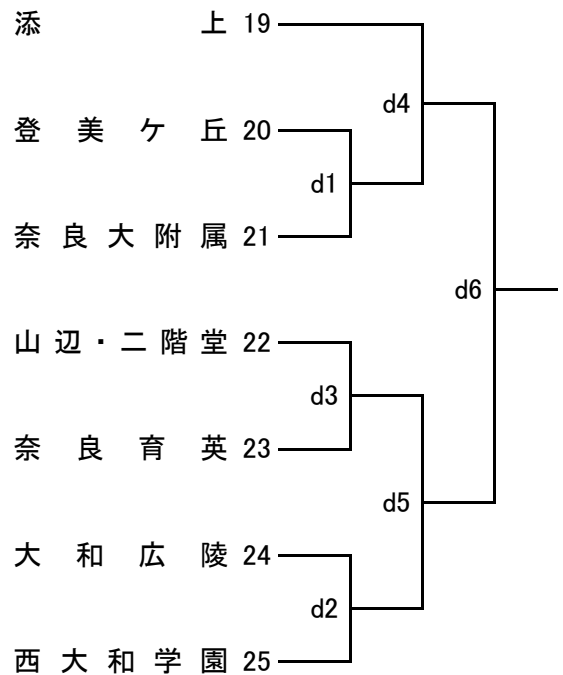 添上 19
d4
登美ケ丘 20
d1
奈良大附属 21
d6
山辺・二階堂 22
d3
奈良育英 23
d5
大和広陵 24
d2
西大和学園 25